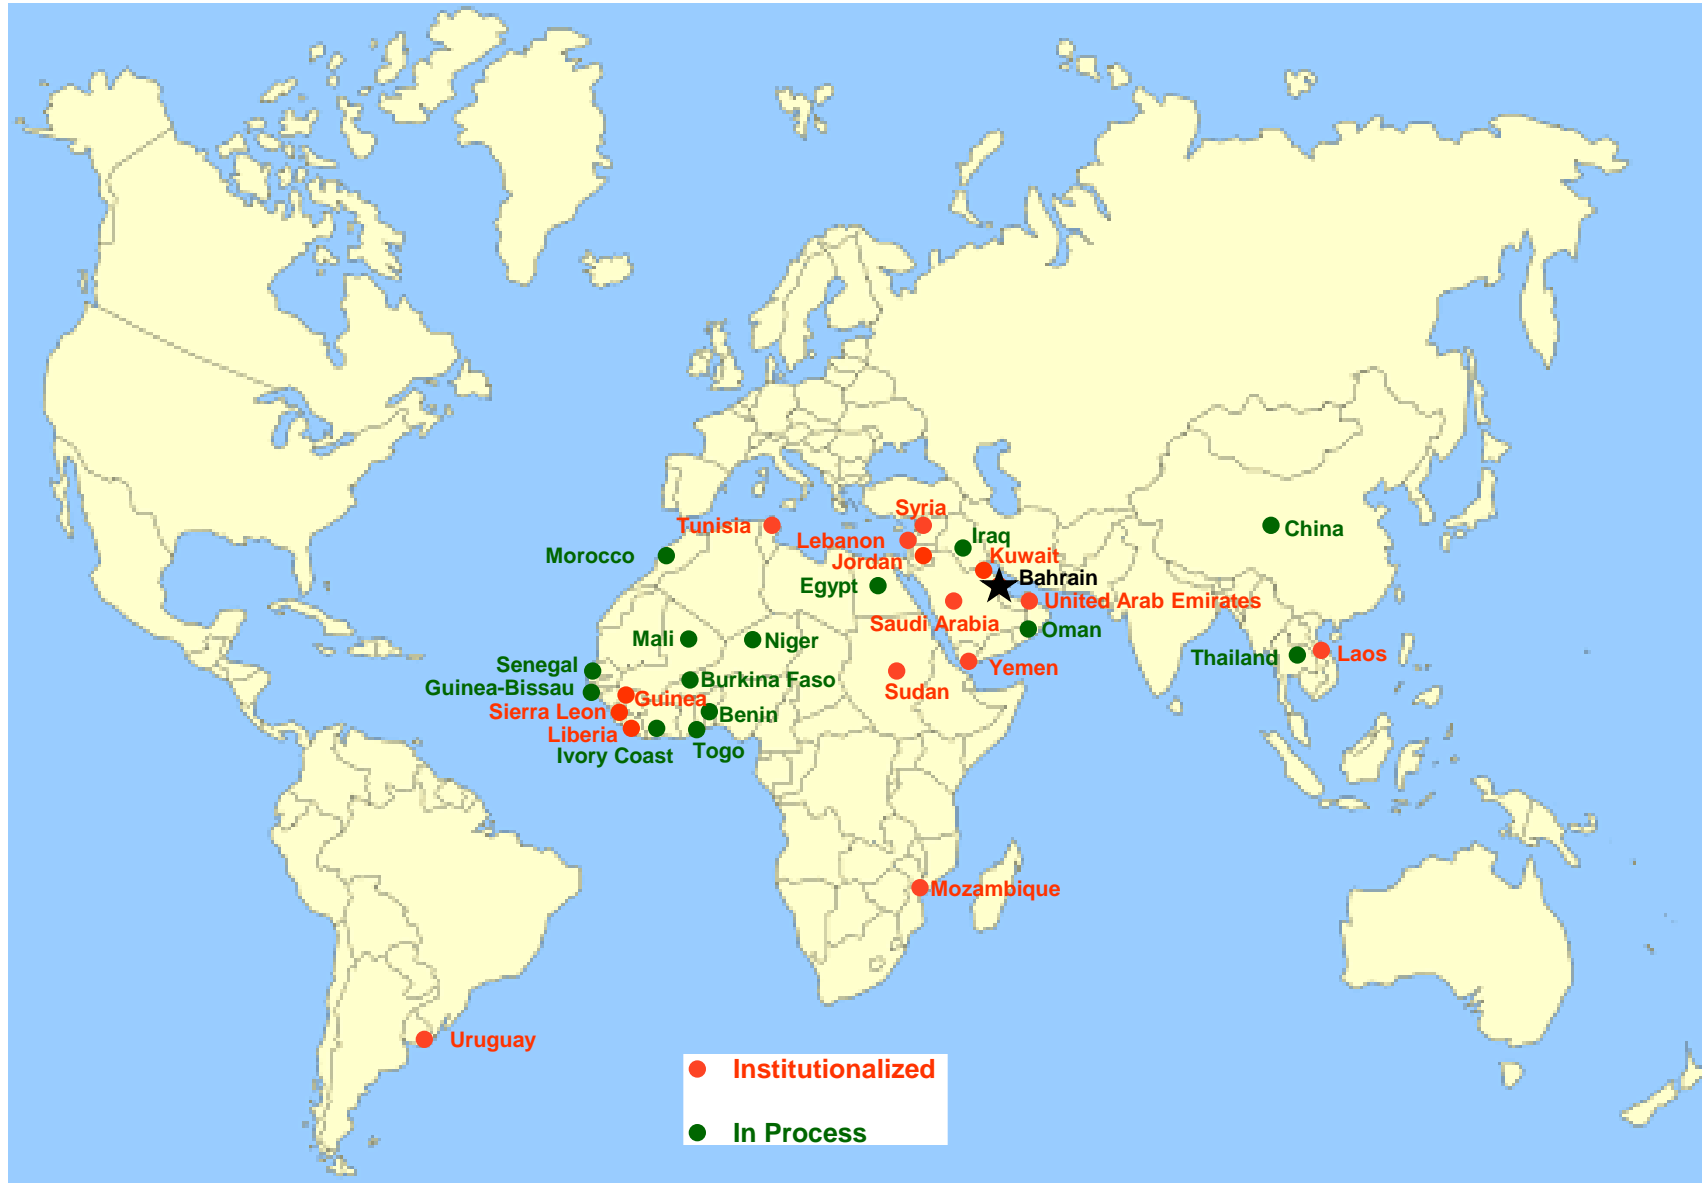 Syria
Tunisia
China
Lebanon
Iraq
Morocco
Jordan
Kuwait
Bahrain
Egypt
United Arab Emirates
Saudi Arabia
Oman
Mali
Niger
Laos
Thailand
Senegal
Yemen
Burkina Faso
Guinea-Bissau
Sudan
Guinea
Sierra Leon
Benin
Liberia
Togo
Ivory Coast
Mozambique
Uruguay
Institutionalized
In Process